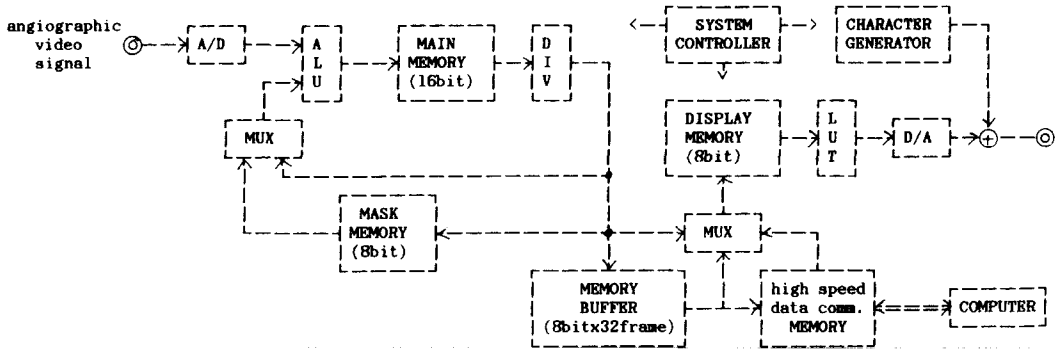 angiographic
video
signal
A/D
A
L
U
MAIN
MEMORY
(16bit)
D
I
V
SYSTEM
CONTROLLER
CHARACTER
GENERATOR
MUX
DISPLAY
MEMORY
(8bit)
L
U
T
D/A
MASK
MEMORY
(8bit)
MUX
MEMORY
BUFFER
(8bitx32frame)
high speed
data comm.
MEMORY
COMPUTER